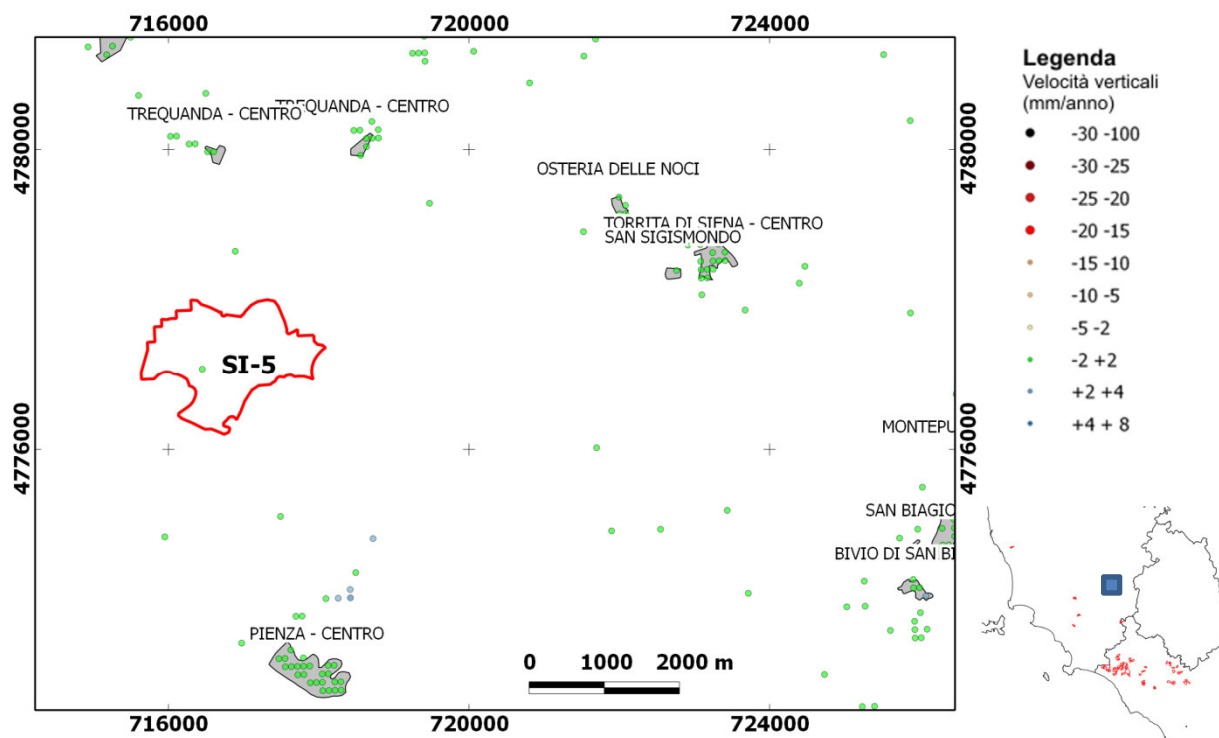 716000 720000 724000
Legenda
Velocità verticali
(mm/anno)
-30 -100
-30 -25
-25 -20
-20 -15
-15 -10
-10 -5
-5 -2
-2 +2
+2 +4
+4 + 8
4780000
4780000
TREQUANDA - CENTRO
TREQUANDA - CENTRO
OSTERIA DELLE NOCI
TORRITA DI SIENA - CENTRO
SAN SIGISMONDO
SI-5
4776000
4776000
MONTEPU
SAN BIAGIO
BIVIO DI SAN BI
PIENZA - CENTRO
0 1000 2000 m
716000 720000 724000